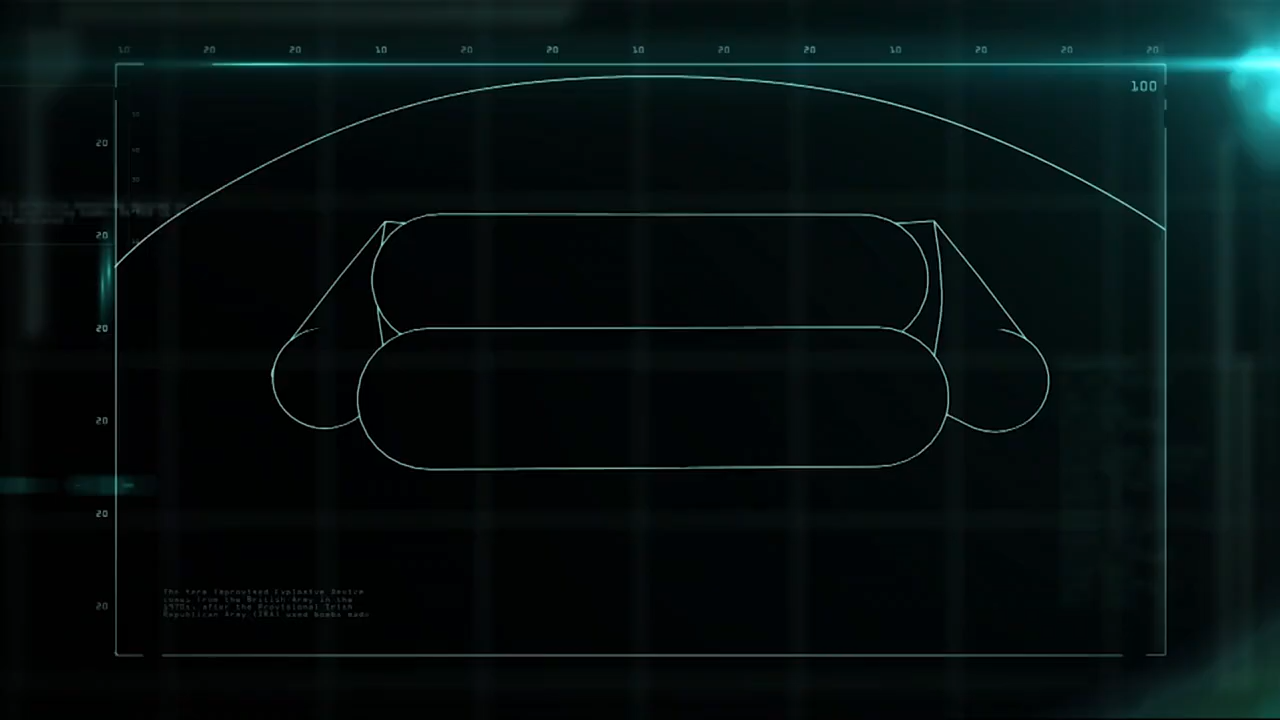 10 20 20 10 20 20 10 20 20 10 20 20 20
100
20
20
20
20
20
20
The term Improvised Explosive Device
comes from the British Army in the
1970s, after the Provisional Irish
Republican Army (IRA) used bombs made